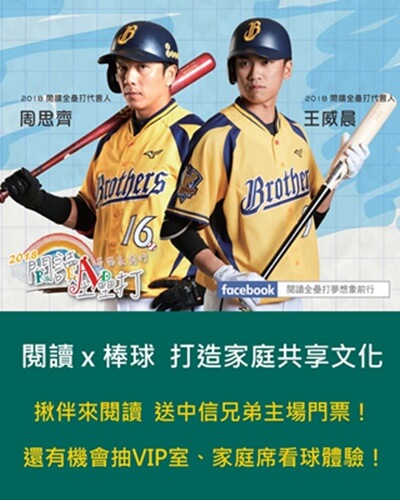 B
B
2018 閱讀全壘打代言人
周思齊
2018 閱讀全壘打代言人
王威晨
Brothers
16
Brothers
2018
閱讀全壘打
facebook 閱讀全壘打夢想象前行
閱讀 x 棒球 打造家庭共享文化
揪伴來閱讀 送中信兄弟主場門票！
還有機會抽VIP室、家庭席看球體驗！